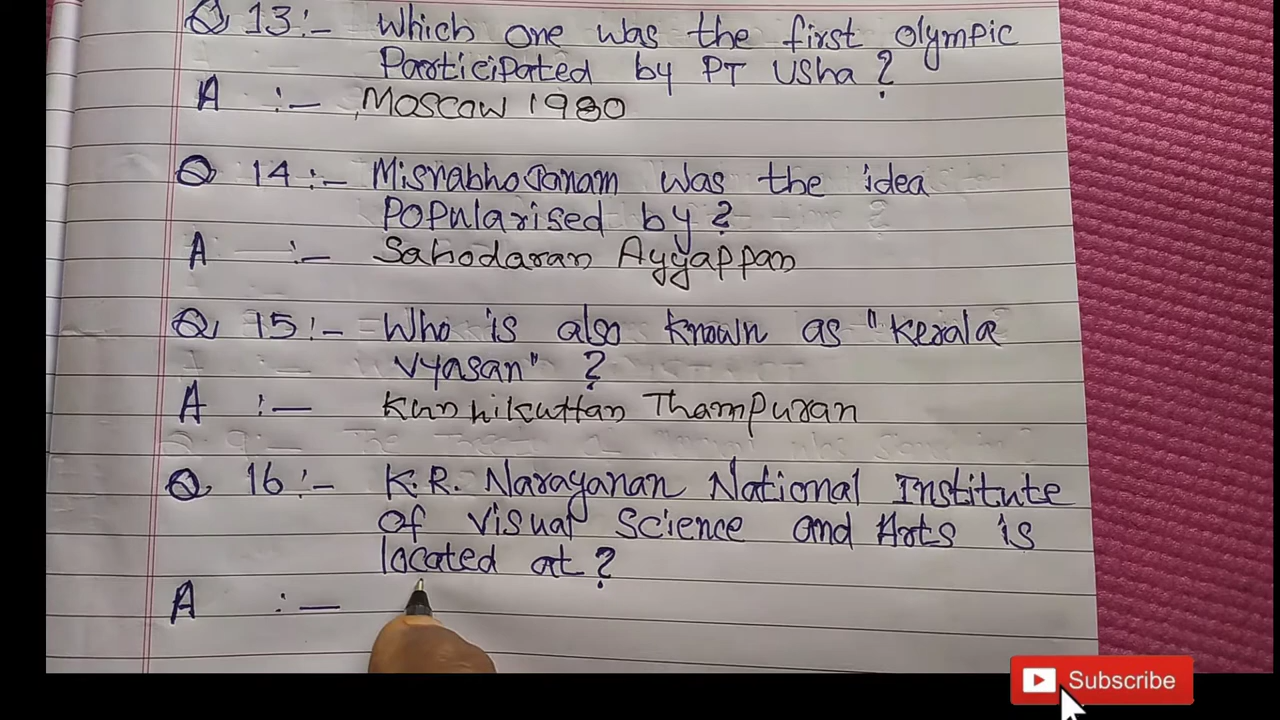 Q 13:- Which one was the first olympic
Participated by PT Usha?
A :- Moscow 1980
Q 14:- Misrabhojanam was the idea
Popularised by?
A :- Sahodaran Ayyappan
Q 15:- Who is also known as "Kerala
Vyasan" ?
A :- Kunhikuttan Thampuran
Q 16:- K.R. Narayanan National Institute
Of Visual Science and Arts is
located at?
A :-
Subscribe